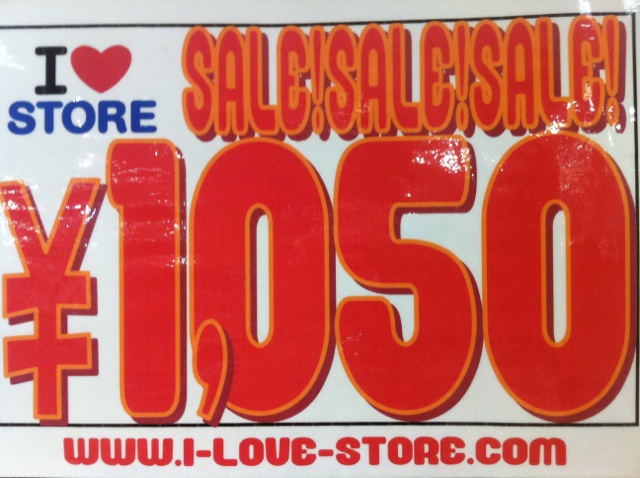 I ♥ STORE
SALE!SALE!SALE!
¥1,050
WWW.I-LOVE-STORE.COM